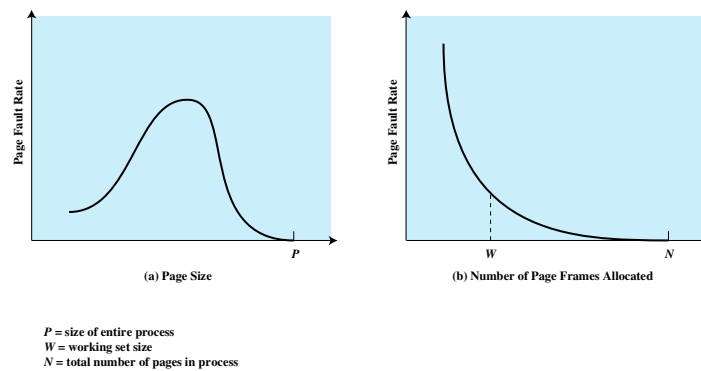 Page Fault Rate
P
(a) Page Size
Page Fault Rate
W
N
(b) Number of Page Frames Allocated
P = size of entire process
W = working set size
N = total number of pages in process